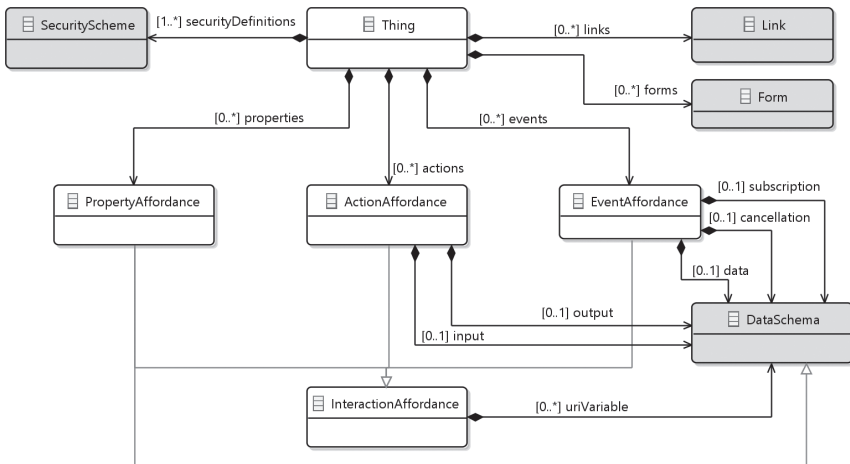 SecurityScheme
[1..*] securityDefinitions
Thing
[0..*] links
Link
[0..*] forms
Form
[0..*] properties
[0..*] events
[0..*] actions
PropertyAffordance
ActionAffordance
EventAffordance
[0..1] subscription
[0..1] cancellation
[0..1] data
[0..1] output
[0..1] input
DataSchema
InteractionAffordance
[0..*] uriVariable